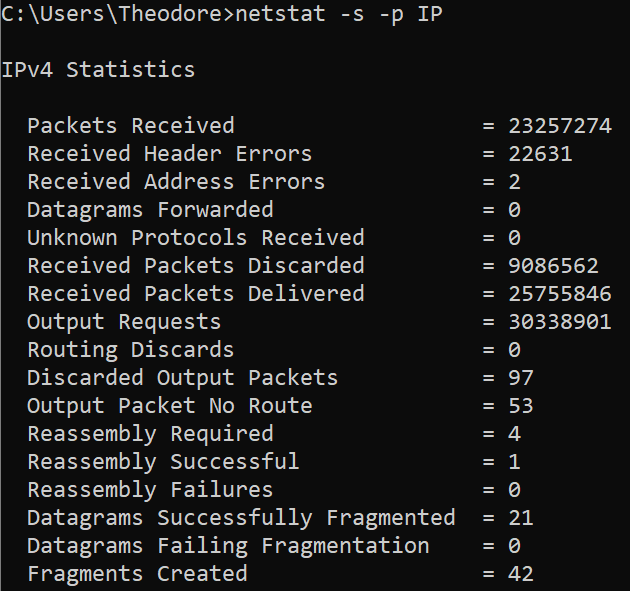 C:\Users\Theodore>netstat -s -p IP
IPv4 Statistics
Packets Received = 23257274
Received Header Errors = 22631
Received Address Errors = 2
Datagrams Forwarded = 0
Unknown Protocols Received = 0
Received Packets Discarded = 9086562
Received Packets Delivered = 25755846
Output Requests = 30338901
Routing Discards = 0
Discarded Output Packets = 97
Output Packet No Route = 53
Reassembly Required = 4
Reassembly Successful = 1
Reassembly Failures = 0
Datagrams Successfully Fragmented = 21
Datagrams Failing Fragmentation = 0
Fragments Created = 42